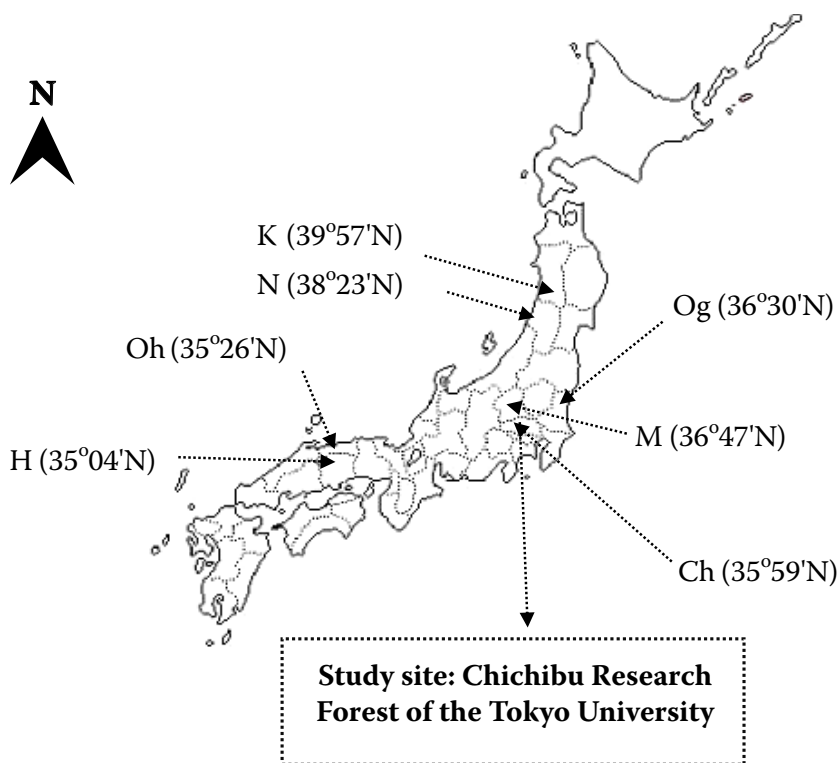 N
K (39°57'N)
N (38°23'N)
Og (36°30'N)
Oh (35°26'N)
M (36°47'N)
H (35°04'N)
Ch (35°59'N)
Study site: Chichibu Research
Forest of the Tokyo University